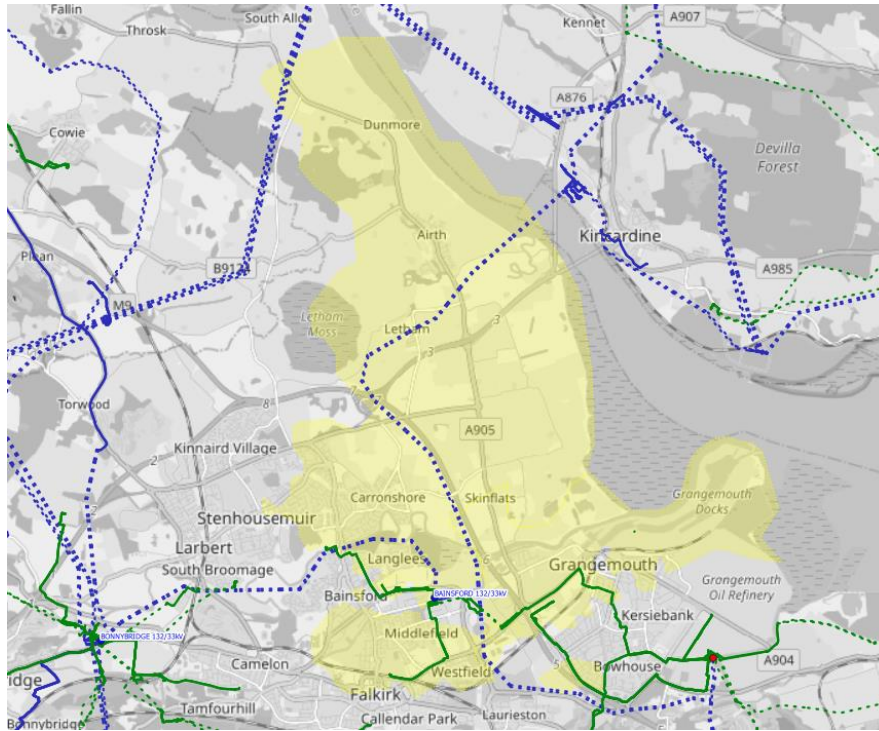 Fallin
South Alloa
Kennet
A907
Throsk
A876
Cowie
Dunmore
Devilla
Forest
Airth
Kincardine
Plean
B9124
A985
M9
Letham
Moss
Letham
3
3
7
Torwood
8
A905
Kinnaird Village
2
Carronshore
Skinflats
Grangemouth
Docks
Stenhousemuir
Larbert
Langlees
6
Grangemouth
South Broomage
Bainsford
BAINSFORD 132/33kV
Grangemouth
Oil Refinery
Kersiebank
BONNYBRIDGE 132/33kV
Middlefield
Camelon
Westfield
5
Bowhouse
A904
ridge
Falkirk
Tamfourhill
Callendar Park
Laurieston
Bonnybridge